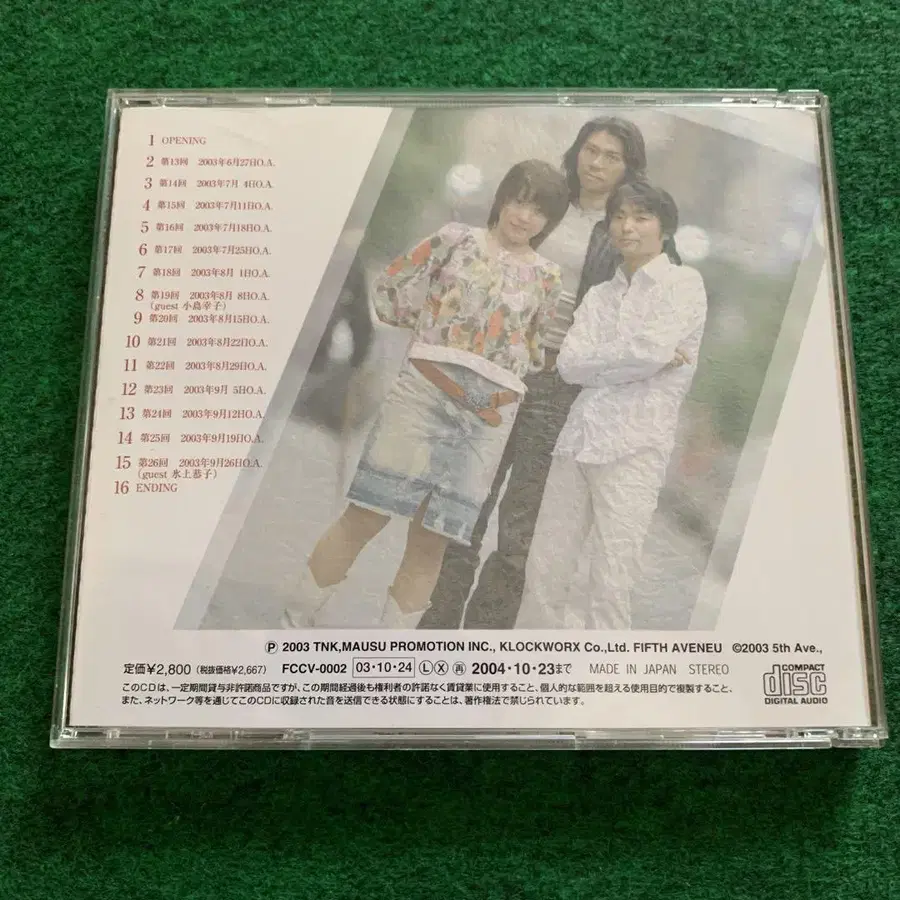 1 OPENING
2 第13回 2003年6月27日O.A.
3 第14回 2003年7月 4日O.A.
4 第15回 2003年7月11日O.A.
5 第16回 2003年7月18日O.A.
6 第17回 2003年7月25日O.A.
7 第18回 2003年8月 1日O.A.
8 第19回 2003年8月 8日O.A.
(guest 小島幸子)
9 第20回 2003年8月15日O.A.
10 第21回 2003年8月22日O.A.
11 第22回 2003年8月29日O.A.
12 第23回 2003年9月 5日O.A.
13 第24回 2003年9月12日O.A.
14 第25回 2003年9月19日O.A.
15 第26回 2003年9月26日O.A.
(guest 氷上恭子)
16 ENDING
Ⓟ 2003 TNK,MAUSU PROMOTION INC., KLOCKWORX Co.,Ltd. FIFTH AVENEU ©2003 5th Ave.,
定価¥2,800 (税抜価格¥2,667) FCCV-0002 03・10・24 Ⓛ Ⓧ ㊢ 2004・10・23まで MADE IN JAPAN STEREO
COMPACT disc DIGITAL AUDIO
このCDは、一定期間貸与非許諾商品ですが、この期間経過後も権利者の許諾なく賃貸業に使用すること、個人的な範囲を超える使用目的で複製すること、
また、ネットワーク等を通じてこのCDに収録された音を送信できる状態にすることは、著作権法で禁じられています。